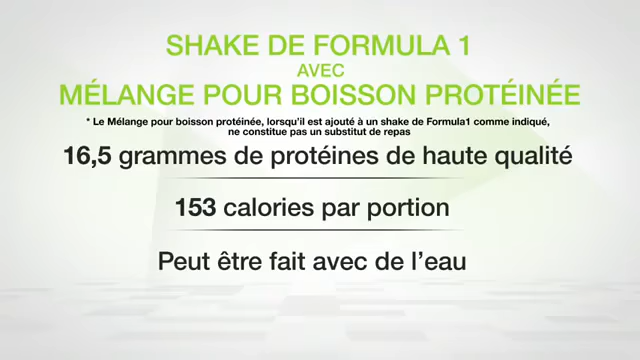 SHAKE DE FORMULA 1
AVEC
MÉLANGE POUR BOISSON PROTÉINÉE
* Le Mélange pour boisson protéinée, lorsqu'il est ajouté à un shake de Formula1 comme indiqué,
ne constitue pas un substitut de repas
16,5 grammes de protéines de haute qualité
153 calories par portion
Peut être fait avec de l'eau